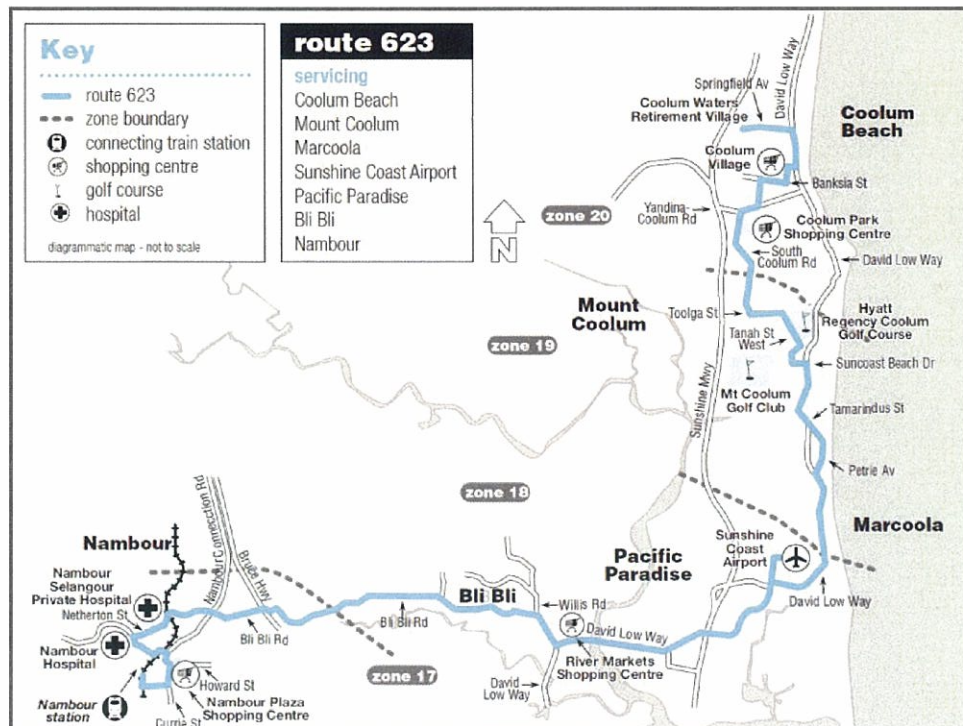 Key
route 623
zone boundary
connecting train station
shopping centre
golf course
hospital
diagrammatic map - not to scale
route 623
servicing
Coolum Beach
Mount Coolum
Marcoola
Sunshine Coast Airport
Pacific Paradise
Bli Bli
Nambour
N
Springfield Av
David Low Way
Coolum Waters
Retirement Village
Coolum
Beach
Coolum
Village
Banksia St
zone 20
Yandina-
Coolum Rd
Coolum Park
Shopping Centre
South
Coolum Rd
David Low Way
Mount
Coolum
Toolga St
Hyatt
Regency Coolum
Golf Course
Tanah St
West
zone 19
Suncoast Beach Dr
Mt Coolum
Golf Club
Sunshine Mwy
Tamarindus St
Petrie Av
zone 18
Marcoola
Nambour Connection Rd
Bruce Hwy
Nambour
Sunshine
Coast
Airport
Pacific
Paradise
Nambour
Selangour
Private Hospital
Bli Bli
David Low Way
Netherton St
Bli Bli Rd
Bli Bli Rd
Willis Rd
David Low Way
Nambour
Hospital
River Markets
Shopping Centre
zone 17
David
Low Way
Howard St
Nambour Plaza
Shopping Centre
Nambour
station
Currie St